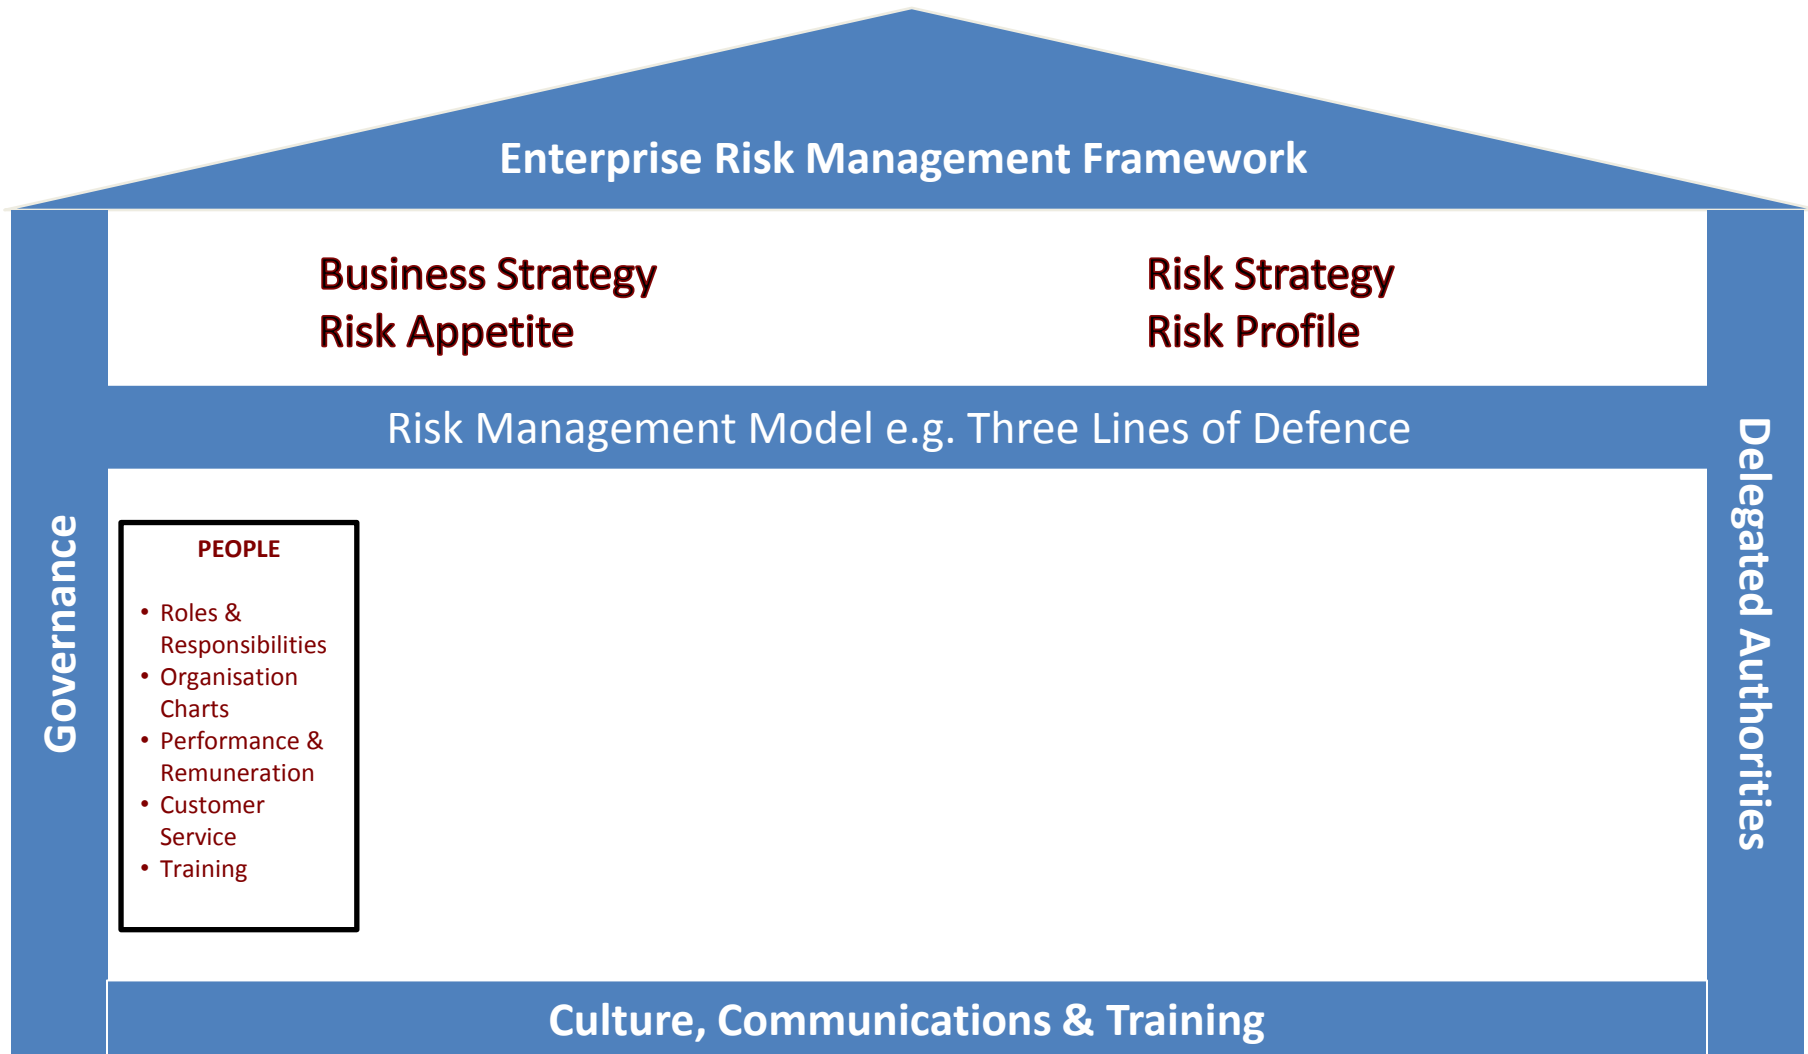 Enterprise Risk Management Framework
Business Strategy
Risk Appetite
Risk Strategy
Risk Profile
Risk Management Model e.g. Three Lines of Defence
Governance
PEOPLE
• Roles &
Responsibilities
• Organisation
Charts
• Performance &
Remuneration
• Customer
Service
• Training
Delegated Authorities
Culture, Communications & Training